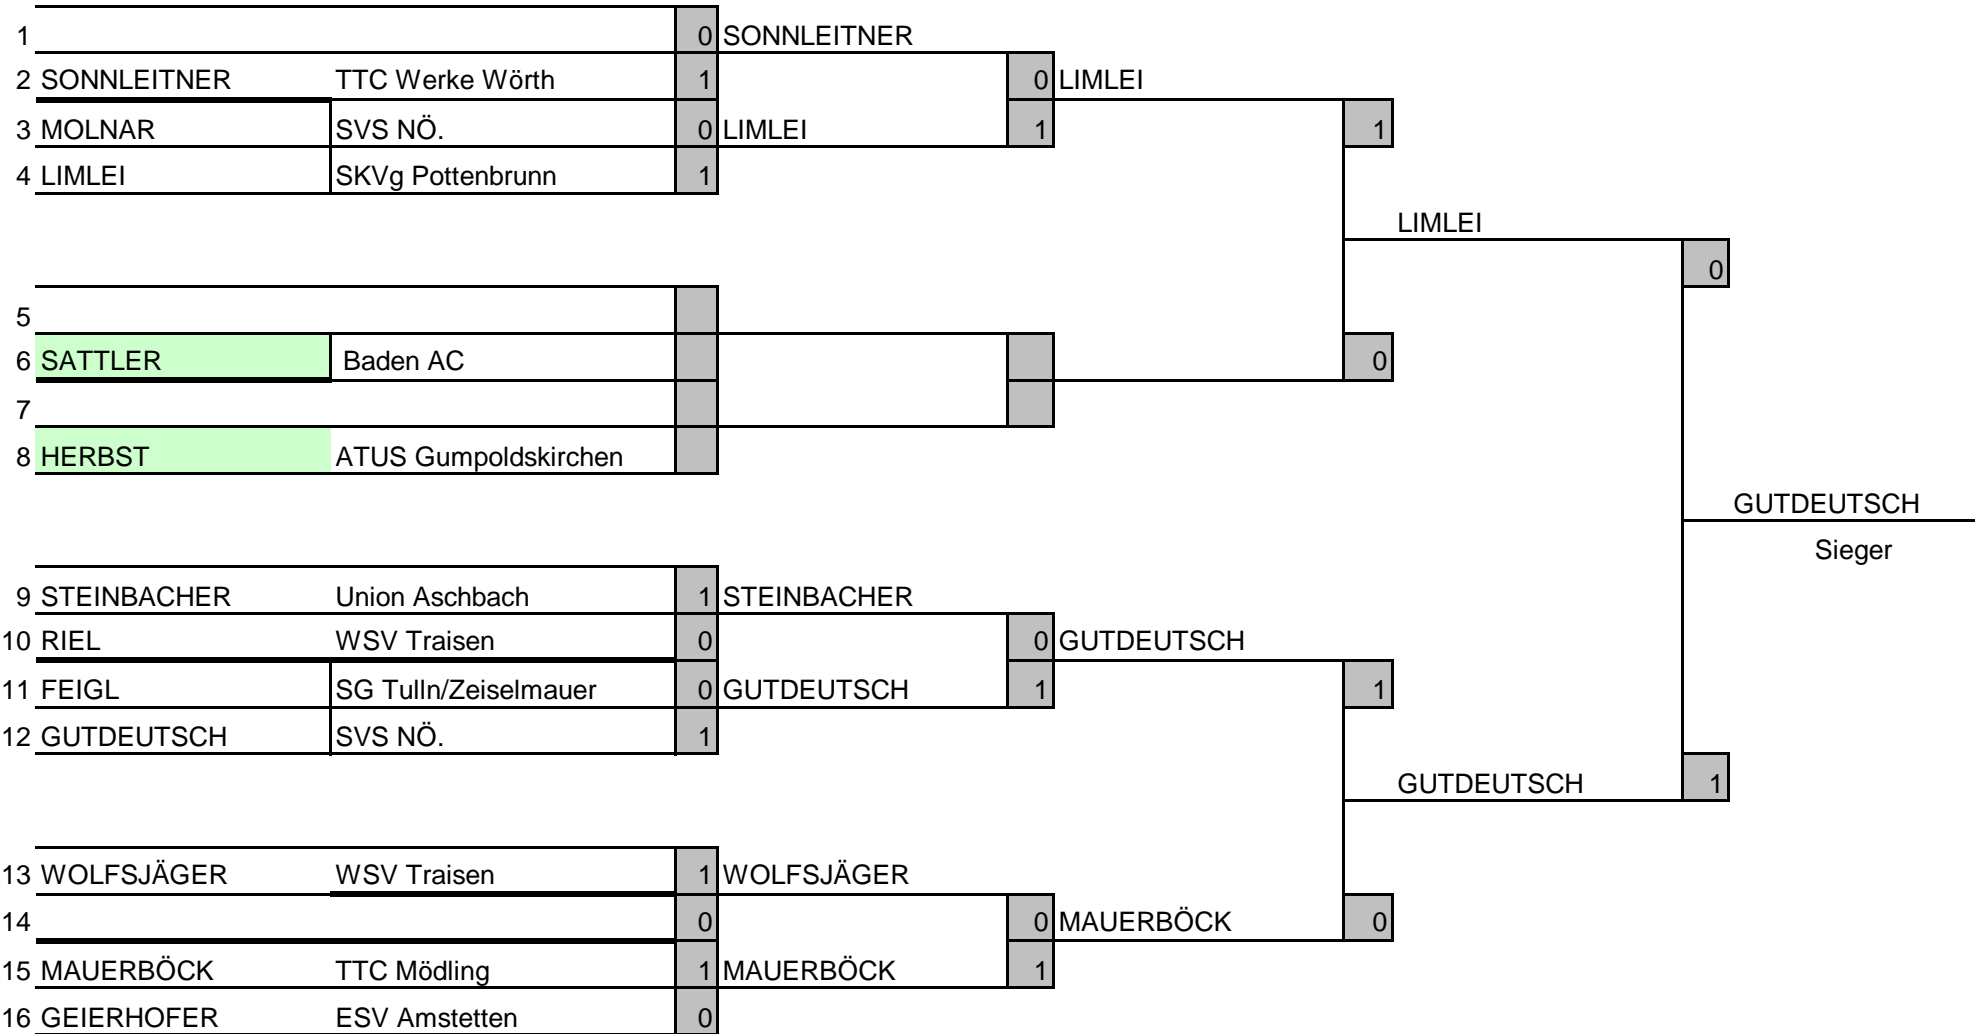 1 0 SONNLEITNER
2 SONNLEITNER TTC Werke Wörth 1 0 LIMLEI
3 MOLNAR SVS NÖ. 0 LIMLEI 1 1
4 LIMLEI SKVg Pottenbrunn 1
LIMLEI
0
5
6 SATTLER Baden AC 0
7
8 HERBST ATUS Gumpoldskirchen
GUTDEUTSCH
Sieger
9 STEINBACHER Union Aschbach 1 STEINBACHER
10 RIEL WSV Traisen 0 0 GUTDEUTSCH
11 FEIGL SG Tulln/Zeiselmauer 0 GUTDEUTSCH 1 1
12 GUTDEUTSCH SVS NÖ. 1
GUTDEUTSCH 1
13 WOLFSJÄGER WSV Traisen 1 WOLFSJÄGER
14 0 0 MAUERBÖCK 0
15 MAUERBÖCK TTC Mödling 1 MAUERBÖCK 1
16 GEIERHOFER ESV Amstetten 0